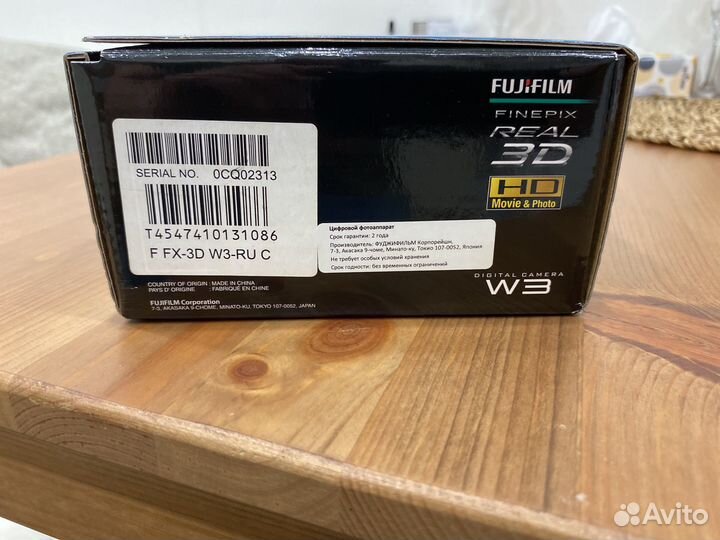 FUJIFILM
FINEPIX
REAL
3D
HD
Movie & Photo
SERIAL NO. 0CQ02313
T4547410131086
F FX-3D W3-RU C
Цифровой фотоаппарат
Срок гарантии: 2 года
Производитель: ФУДЖИФИЛЬМ Корпорейшн,
7-3, Акасака 9-чоме, Минато-ку, Токио 107-0052, Япония
Не требует особых условий хранения
Срок годности: без временных ограничений
COUNTRY OF ORIGIN : MADE IN CHINA
PAYS D' ORIGINE : FABRIQUÉ EN CHINE
FUJIFILM Corporation
7-3, AKASAKA 9-CHOME, MINATO-KU, TOKYO 107-0052, JAPAN
DIGITAL CAMERA
W3
Avito